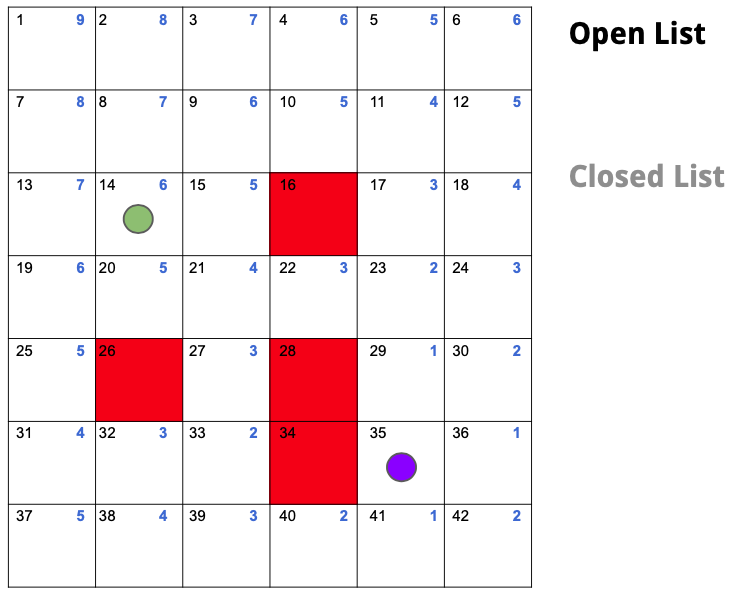 1 9 2 8 3 7 4 6 5 5 6 6
Open List
7 8 8 7 9 6 10 5 11 4 12 5
13 7 14 6 15 5 16 17 3 18 4
Closed List
19 6 20 5 21 4 22 3 23 2 24 3
25 5 26 27 3 28 29 1 30 2
31 4 32 3 33 2 34 35 36 1
37 5 38 4 39 3 40 2 41 1 42 2